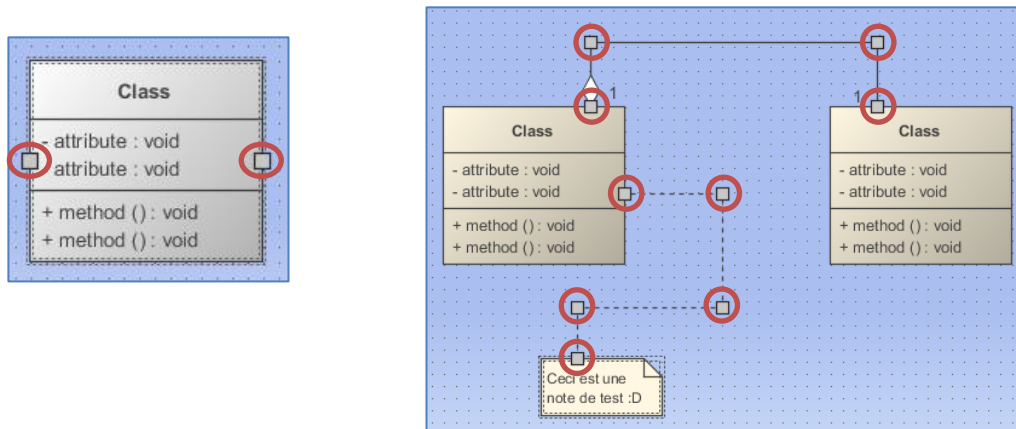 Class
- attribute : void
attribute : void
+ method () : void
+ method () : void
1
1
Class
- attribute : void
- attribute : void
+ method () : void
+ method () : void
Class
- attribute : void
- attribute : void
+ method () : void
+ method () : void
Ceci est une
note de test :D